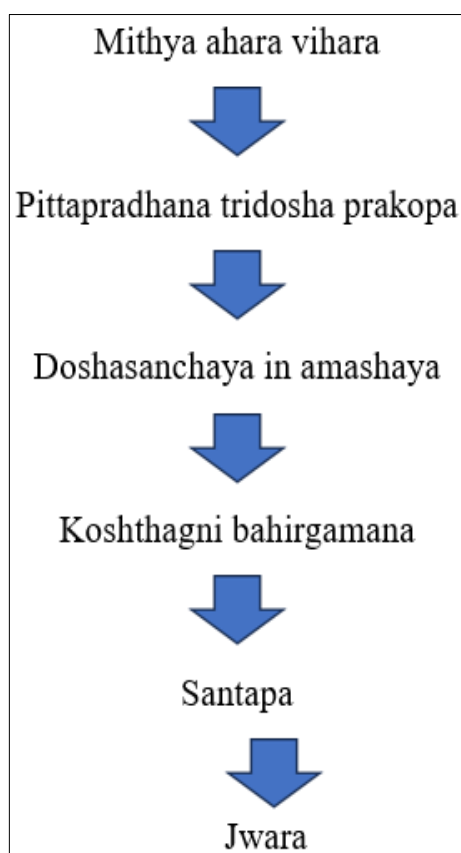 Mithya ahara vihara
Pittapradhana tridosha prakopa
Doshasanchaya in amashaya
Koshthagni bahirgamana
Santapa
Jwara